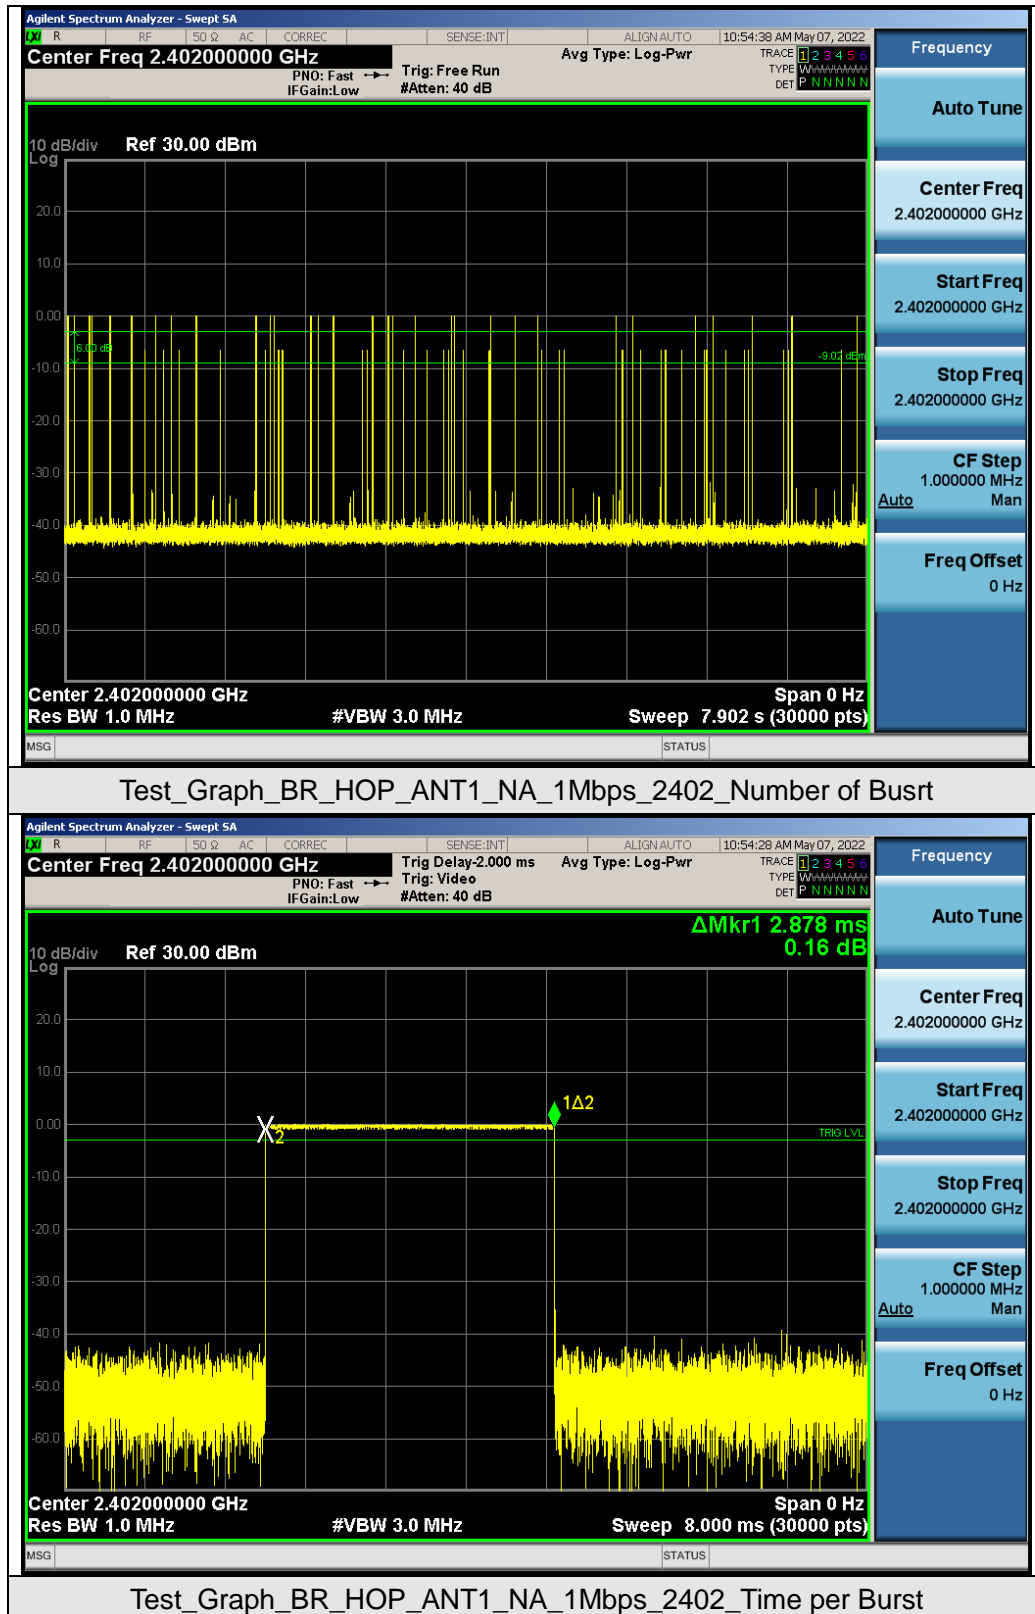 Agilent Spectrum Analyzer - Swept SA
LXI R RF 50 Ω AC CORREC SENSE:INT ALIGN AUTO 10:54:38 AM May 07, 2022
Center Freq 2.402000000 GHz Avg Type: Log-Pwr TRACE 1 2 3 4 5 6
PNO: Fast Trig: Free Run TYPE
IFGain:Low #Atten: 40 dB DET P N N N N N
Frequency
Auto Tune
10 dB/div Ref 30.00 dBm
Log
20.0
10.0
0.00
6.00 dB
-9.02 dBm
-10.0
-20.0
-30.0
-40.0
-50.0
-60.0
Center 2.402000000 GHz Span 0 Hz
Res BW 1.0 MHz #VBW 3.0 MHz Sweep 7.902 s (30000 pts)
Center Freq
2.402000000 GHz
Start Freq
2.402000000 GHz
Stop Freq
2.402000000 GHz
CF Step
1.000000 MHz
Auto Man
Freq Offset
0 Hz
MSG STATUS
Test_Graph_BR_HOP_ANT1_NA_1Mbps_2402_Number of Busrt
Agilent Spectrum Analyzer - Swept SA
LXI R RF 50 Ω AC CORREC SENSE:INT ALIGN AUTO 10:54:28 AM May 07, 2022
Center Freq 2.402000000 GHz Trig Delay-2.000 ms Avg Type: Log-Pwr TRACE 1 2 3 4 5 6
PNO: Fast Trig: Video TYPE
IFGain:Low #Atten: 40 dB DET P N N N N N
Frequency
Auto Tune
ΔMkr1 2.878 ms
0.16 dB
10 dB/div Ref 30.00 dBm
Log
20.0
10.0
0.00
1Δ2
2
TRIG LVL
-10.0
-20.0
-30.0
-40.0
-50.0
-60.0
Center 2.402000000 GHz Span 0 Hz
Res BW 1.0 MHz #VBW 3.0 MHz Sweep 8.000 ms (30000 pts)
Center Freq
2.402000000 GHz
Start Freq
2.402000000 GHz
Stop Freq
2.402000000 GHz
CF Step
1.000000 MHz
Auto Man
Freq Offset
0 Hz
MSG STATUS
Test_Graph_BR_HOP_ANT1_NA_1Mbps_2402_Time per Burst